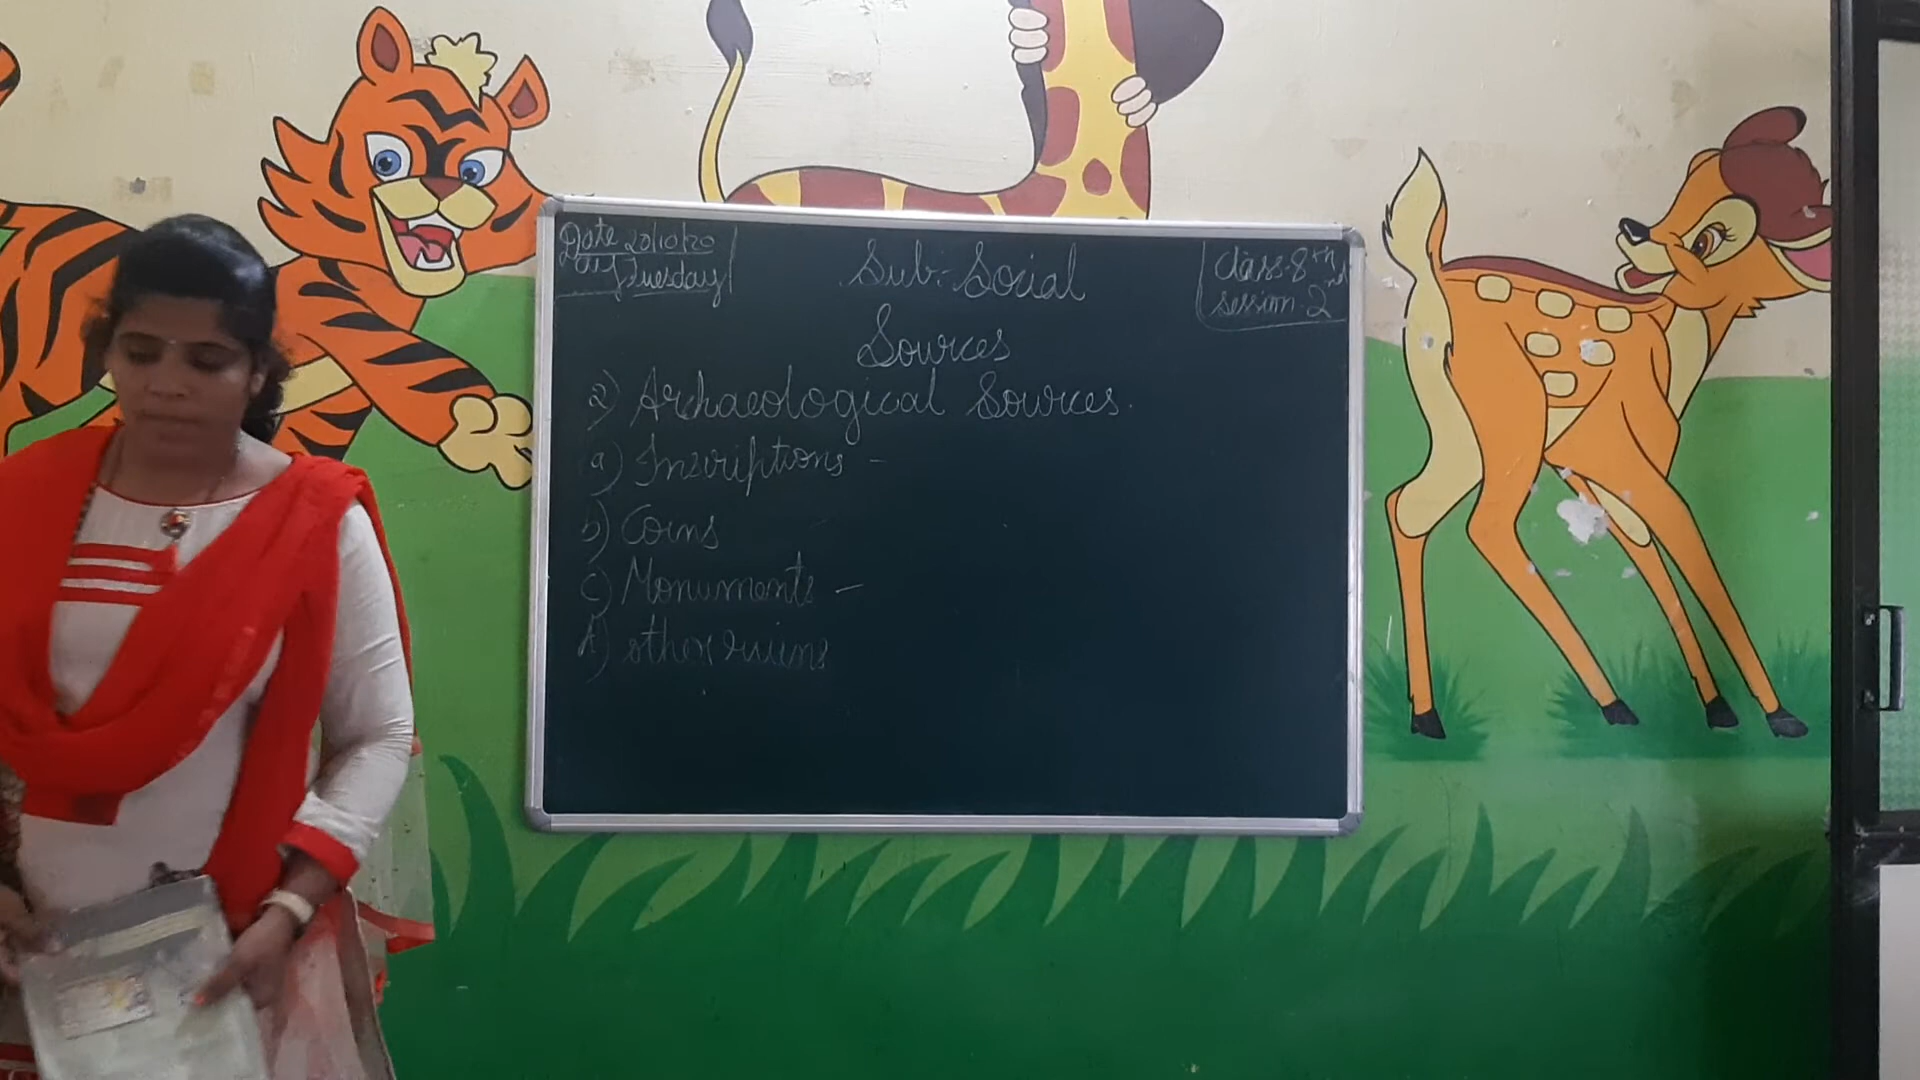 Date 20/10/20
Day Tuesday
Sub:- Social
Class-8th
session-2nd
Sources
2) Archaeological Sources.
a) Inscriptions -
b) Coins
c) Monuments -
d) other ruiens